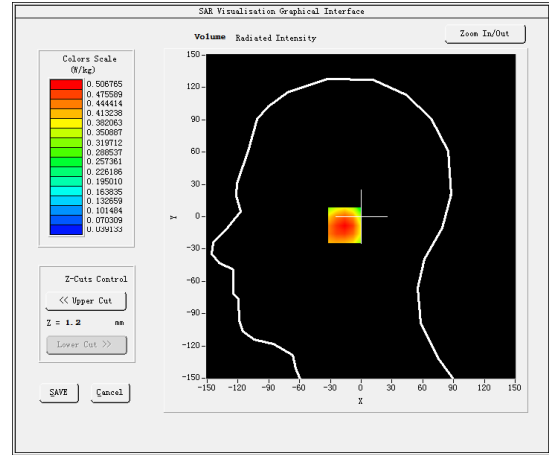 SAR Visualisation Graphical Interface
Volume Radiated Intensity
Zoom In/Out
Colors Scale
(W/kg)
0.506765
0.475589
0.444414
0.413238
0.382063
0.350887
0.319712
0.288537
0.257361
0.226186
0.195010
0.163835
0.132659
0.101484
0.070309
0.039133
150
120
90
60
30
0
-30
-60
-90
-120
-150
Y
-150 -120 -90 -60 -30 0 30 60 90 120 150
X
Z-Cuts Control
<< Upper Cut
Z = 1.2 mm
Lower Cut >>
SAVE Cancel